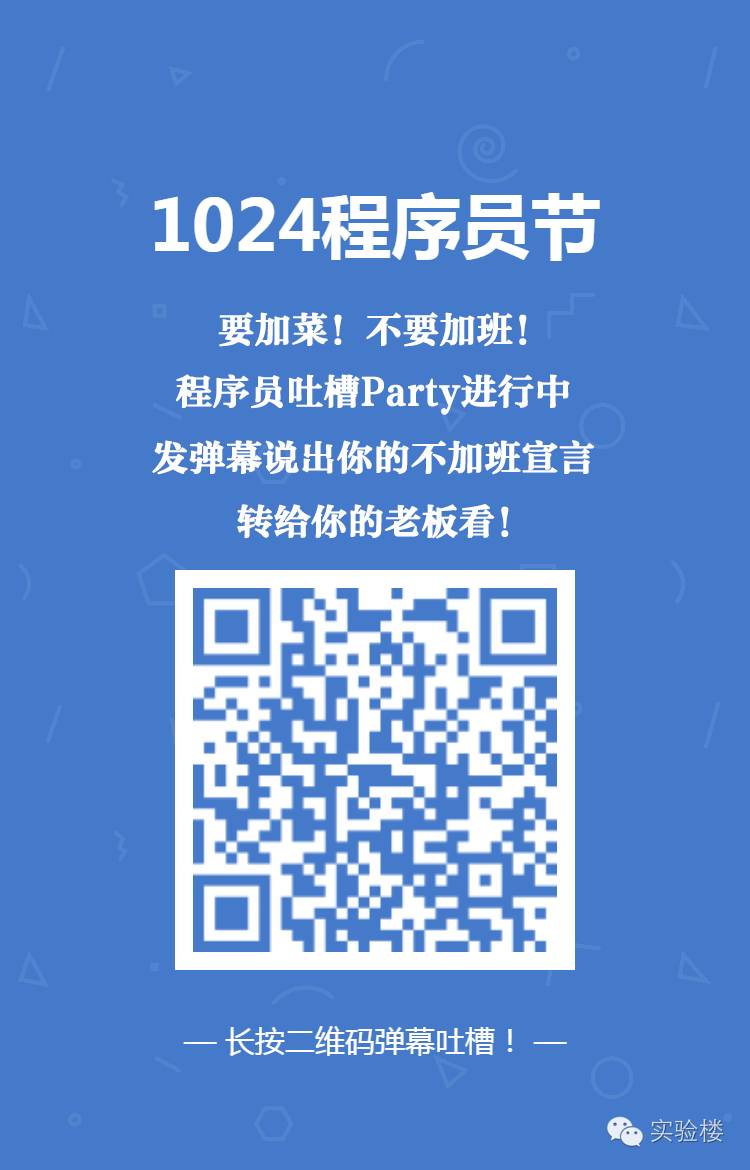 1024程序员节
要加菜！不要加班！
程序员吐槽Party进行中
发弹幕说出你的不加班宣言
转给你的老板看！
— 长按二维码弹幕吐槽！ —
实验楼